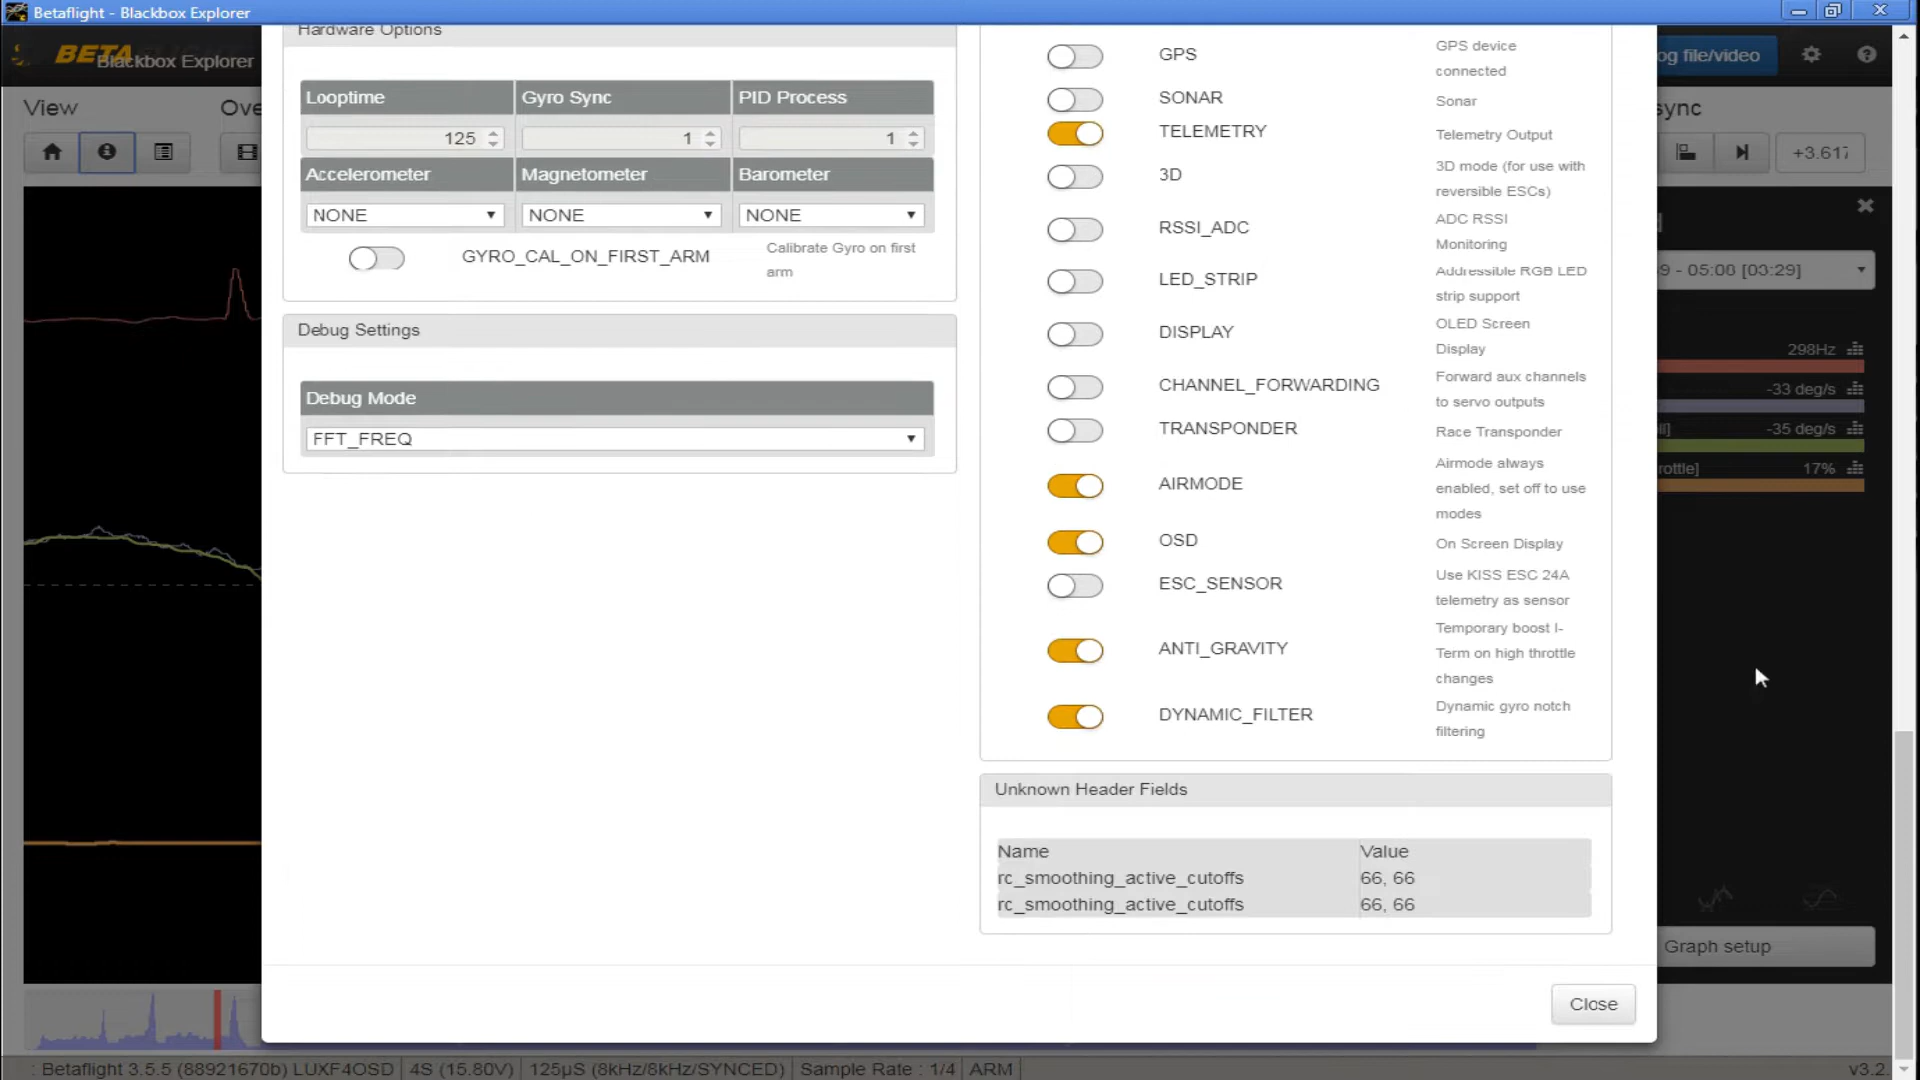 Betaflight - Blackbox Explorer
BETAFLIGHT
Blackbox Explorer
og file/video
View
Ove
sync
+3.617
Hardware Options
Looptime
Gyro Sync
PID Process
125
1
1
Accelerometer
Magnetometer
Barometer
NONE
NONE
NONE
GYRO_CAL_ON_FIRST_ARM
Calibrate Gyro on first
arm
Debug Settings
Debug Mode
FFT_FREQ
GPS
GPS device
connected
SONAR
Sonar
TELEMETRY
Telemetry Output
3D
3D mode (for use with
reversible ESCs)
RSSI_ADC
ADC RSSI
Monitoring
LED_STRIP
Addressible RGB LED
strip support
DISPLAY
OLED Screen
Display
CHANNEL_FORWARDING
Forward aux channels
to servo outputs
TRANSPONDER
Race Transponder
AIRMODE
Airmode always
enabled, set off to use
modes
OSD
On Screen Display
ESC_SENSOR
Use KISS ESC 24A
telemetry as sensor
ANTI_GRAVITY
Temporary boost I-
Term on high throttle
changes
DYNAMIC_FILTER
Dynamic gyro notch
filtering
Unknown Header Fields
Name Value
rc_smoothing_active_cutoffs 66, 66
rc_smoothing_active_cutoffs 66, 66
Close
9 - 05:00 [03:29]
298Hz
-33 deg/s
ll] -35 deg/s
rottle] 17%
Graph setup
: Betaflight 3.5.5 (88921670b) LUXF4OSD 4S (15.80V) 125µS (8kHz/8kHz/SYNCED) Sample Rate : 1/4 ARM v3.2.